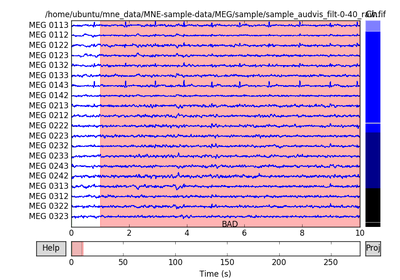 /home/ubuntu/mne_data/MNE-sample-data/MEG/sample/sample_audvis_filt-0-40_raw.fif
MEG 0113
MEG 0112
MEG 0122
MEG 0123
MEG 0132
MEG 0133
MEG 0143
MEG 0142
MEG 0213
MEG 0212
MEG 0222
MEG 0223
MEG 0232
MEG 0233
MEG 0243
MEG 0242
MEG 0313
MEG 0312
MEG 0322
MEG 0323
BAD
0 2 4 6 8 10
Help
Proj
0 50 100 150 200 250
Time (s)